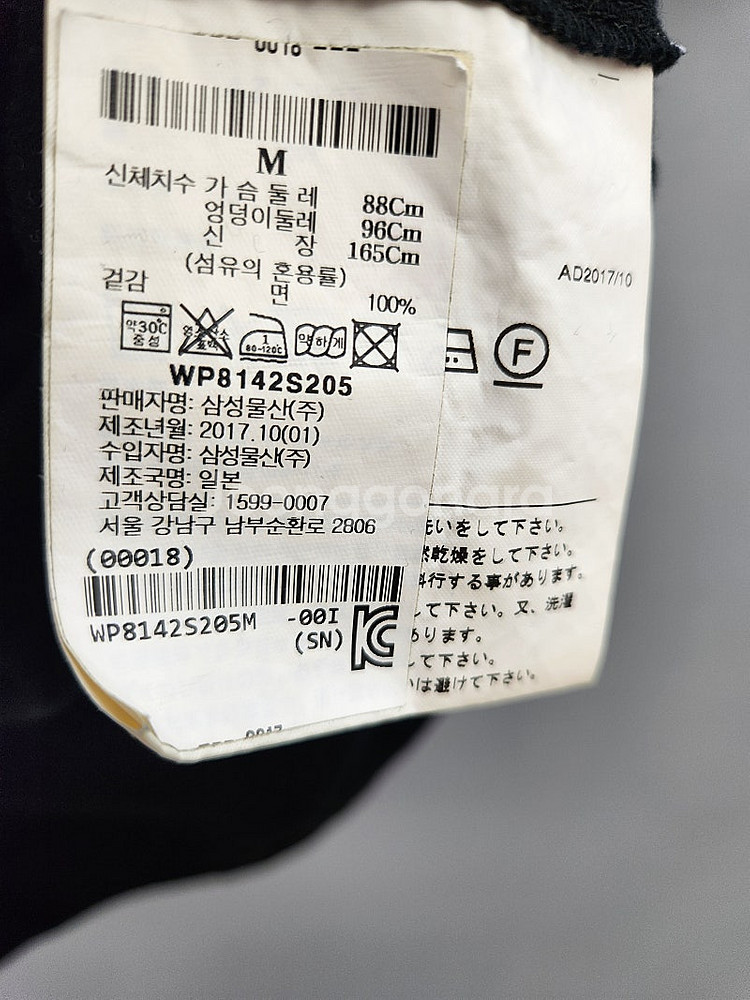 M
신체치수 가슴둘레 88Cm
엉덩이둘레 96Cm
신장 165Cm
(섬유의 혼용률)
겉감 면 100%
약30℃
중성
표백
1
80-120℃
약하게
WP8142S205
판매자명: 삼성물산(주)
제조년월: 2017.10(01)
수입자명: 삼성물산(주)
제조국명: 일본
고객상담실: 1599-0007
서울 강남구 남부순환로 2806
(00018)
WP8142S205M -00I
(SN)
AD2017/10
F
洗いをして下さい。
乾燥をして下さい。
移行する事があります。
して下さい。又、洗濯
あります。
して下さい。
は避けて下さい。